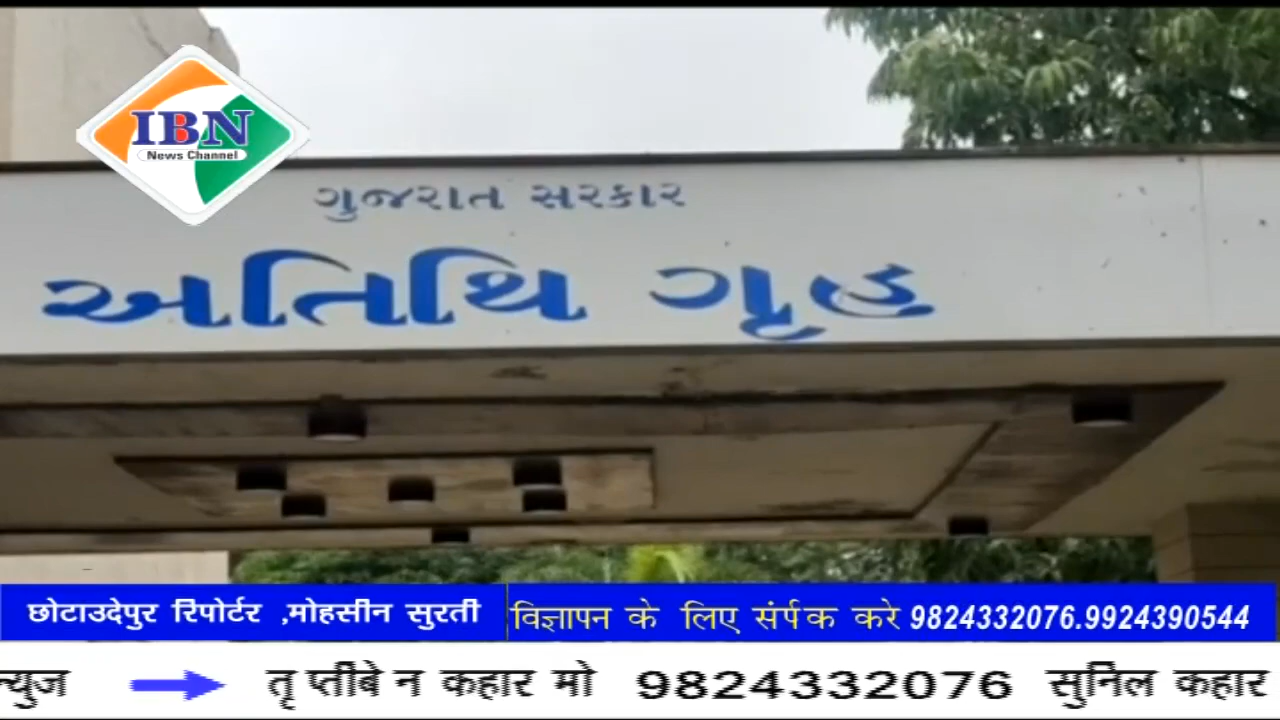 IBN
News Channel
ગુજરાત સરકાર
અતિથિ ગૃહ
छोटाउदेपुर रिपोर्टर ,मोहसीन सुरती
विज्ञापन के लिए संर्पक करे 9824332076.9924390544
न्युज तृप्तीबे न कहार मो 9824332076 सुनिल कहार